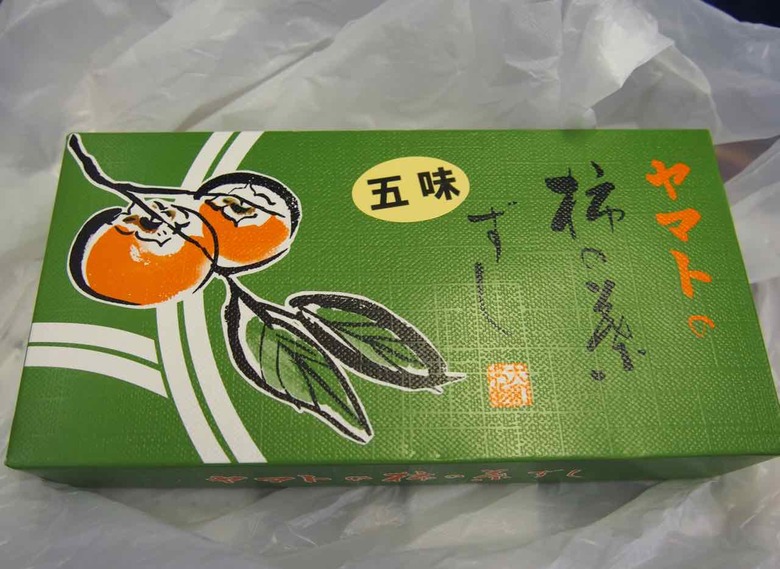 ヤマトの
柿の葉
ずし
五味
ヤマトの柿の葉ずし